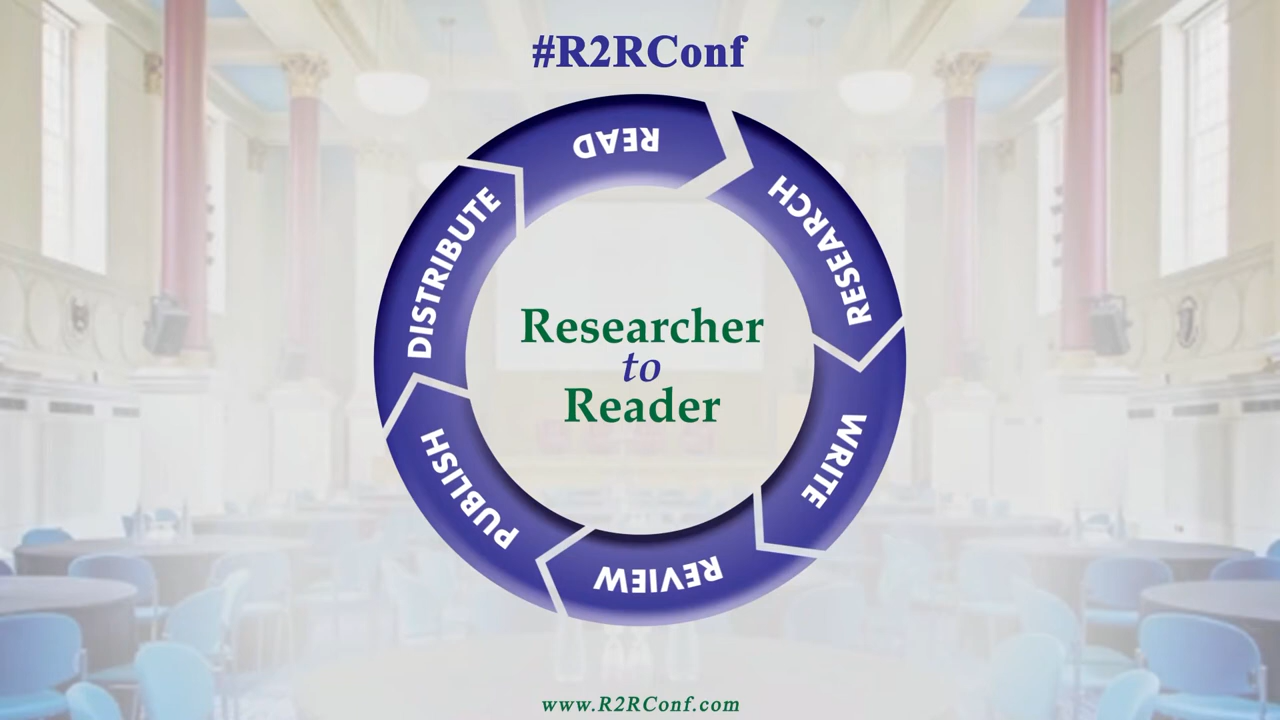 #R2RConf
READ
RESEARCH
WRITE
REVIEW
PUBLISH
DISTRIBUTE
Researcher
to
Reader
www.R2RConf.com